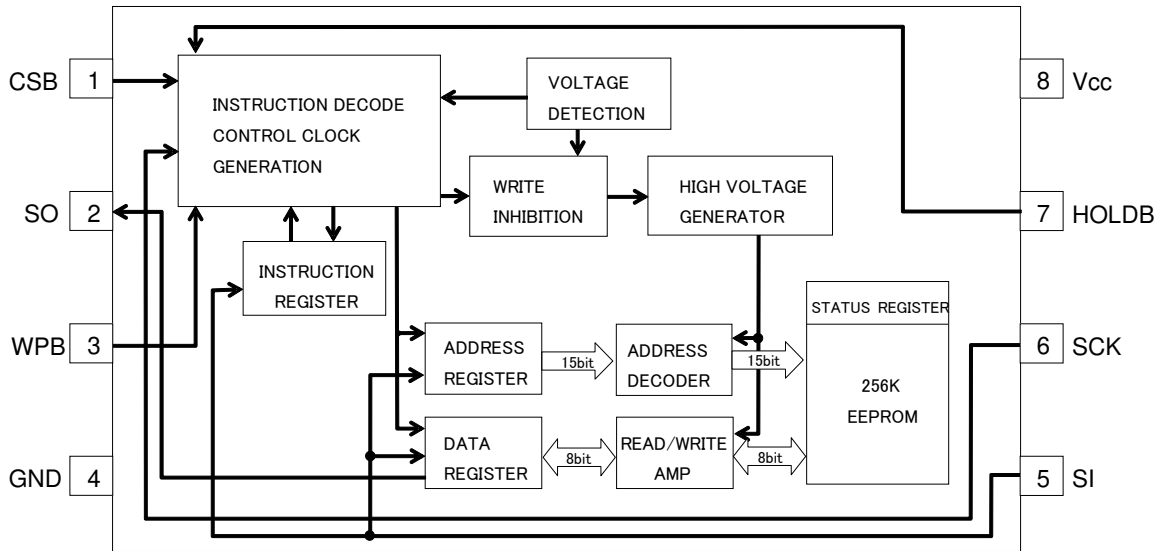 CSB 1
SO 2
WPB 3
GND 4
INSTRUCTION DECODE
CONTROL CLOCK
GENERATION
VOLTAGE
DETECTION
WRITE
INHIBITION
HIGH VOLTAGE
GENERATOR
INSTRUCTION
REGISTER
ADDRESS
REGISTER
15bit
ADDRESS
DECODER
15bit
STATUS REGISTER
256K
EEPROM
DATA
REGISTER
8bit
READ/WRITE
AMP
8bit
8 Vcc
7 HOLDB
6 SCK
5 SI